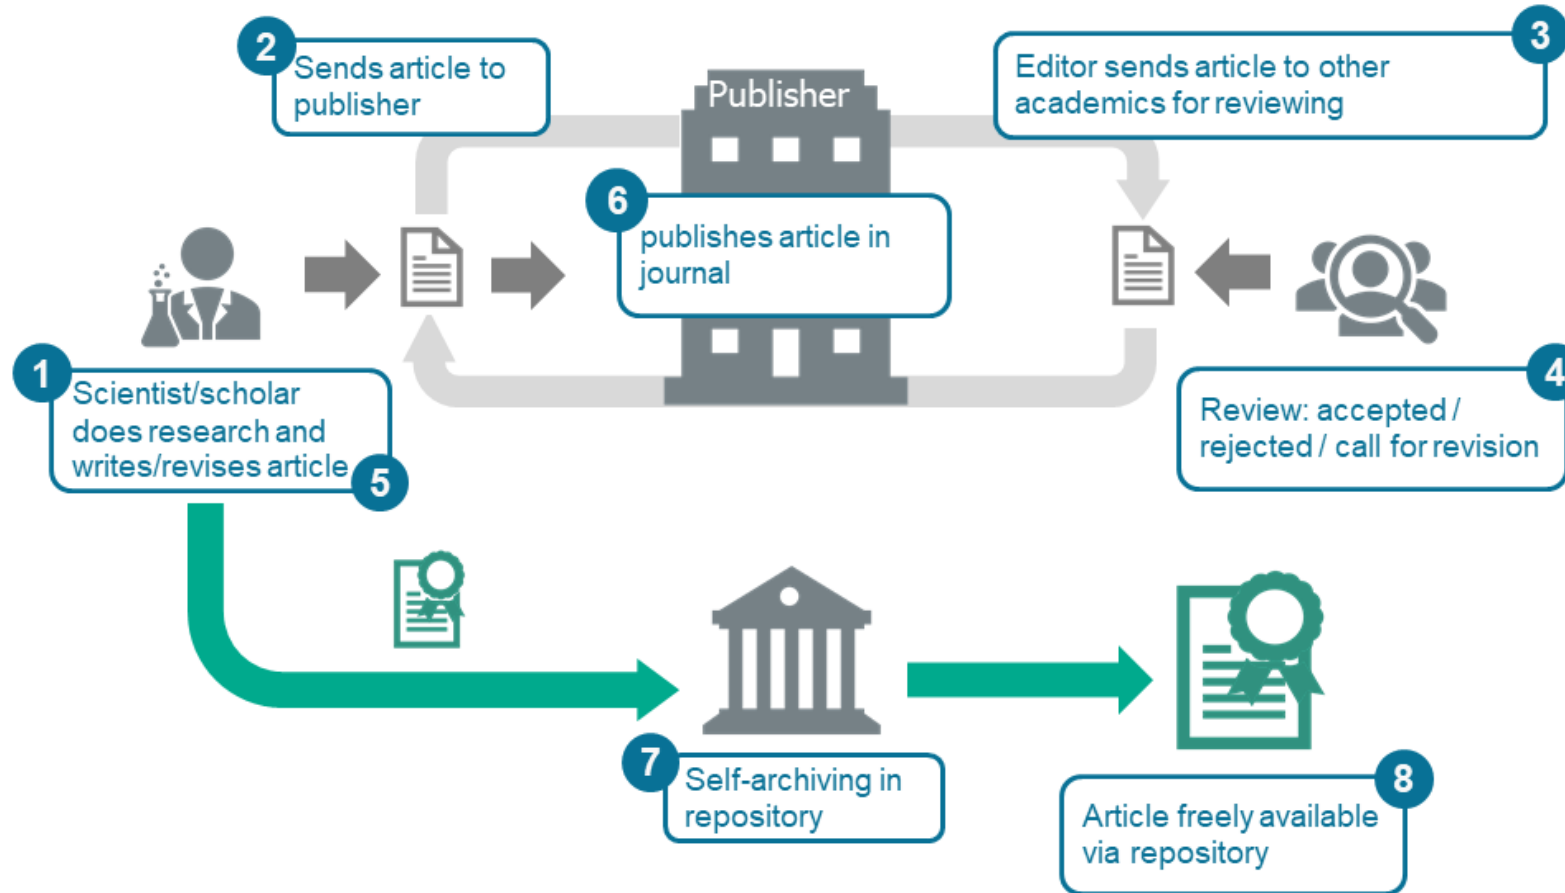 2
Sends article to
publisher
Publisher
3
Editor sends article to other
academics for reviewing
6
publishes article in
journal
1
Scientist/scholar
does research and
writes/revises article
5
4
Review: accepted /
rejected / call for revision
7
Self-archiving in
repository
8
Article freely available
via repository